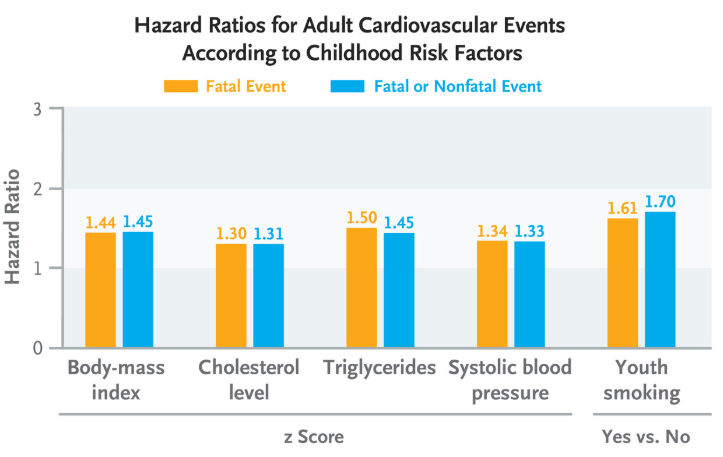 Hazard Ratios for Adult Cardiovascular Events
According to Childhood Risk Factors
Fatal Event
Fatal or Nonfatal Event
Hazard Ratio
3
2
1
0
1.44 1.45
1.30 1.31
1.50 1.45
1.34 1.33
1.61 1.70
Body-mass
index
Cholesterol
level
Triglycerides
Systolic blood
pressure
Youth
smoking
z Score
Yes vs. No